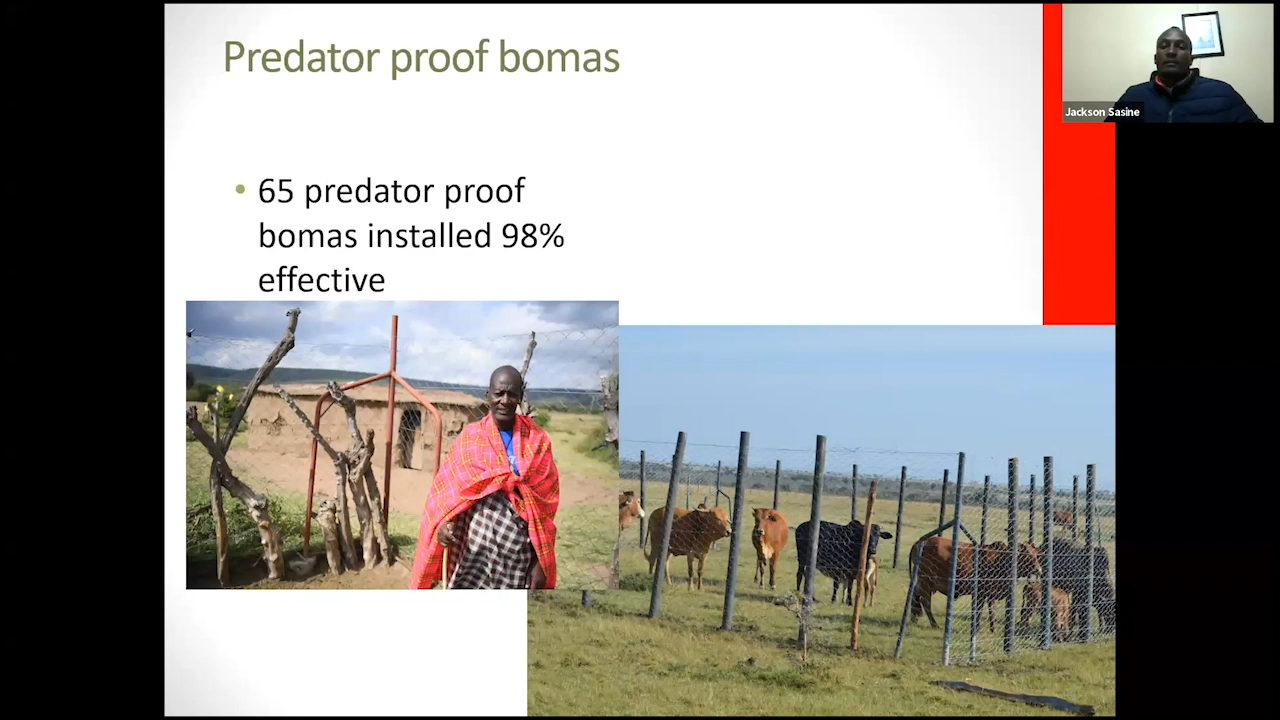 Predator proof bomas
Jackson Sasine
• 65 predator proof
bomas installed 98%
effective